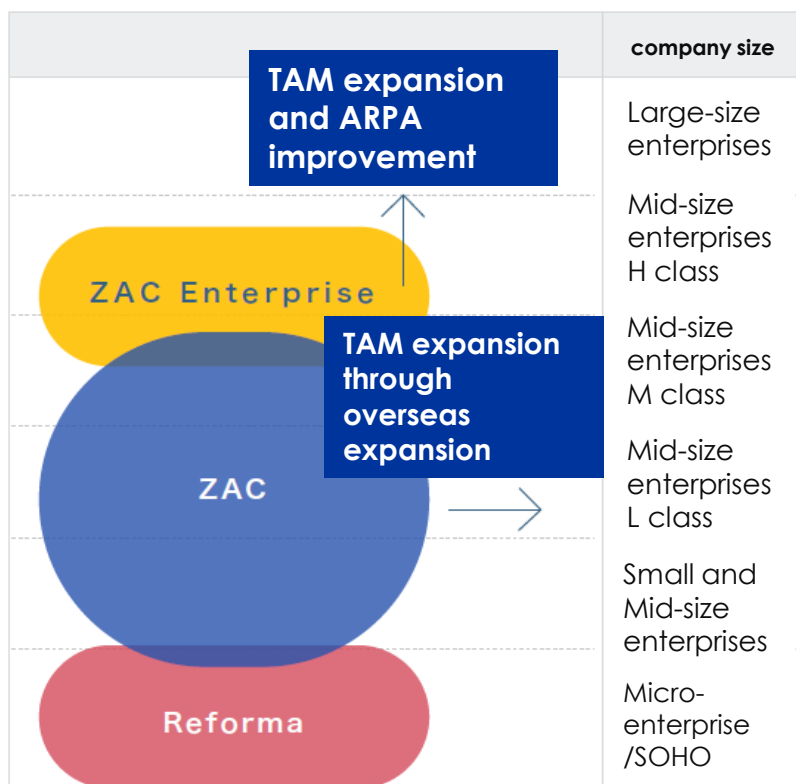 company size
TAM expansion
and ARPA
improvement
Large-size
enterprises
Mid-size
enterprises
H class
ZAC Enterprise
Mid-size
enterprises
M class
TAM expansion
through
overseas
expansion
Mid-size
enterprises
L class
ZAC
Small and
Mid-size
enterprises
Micro-
enterprise
/SOHO
Reforma